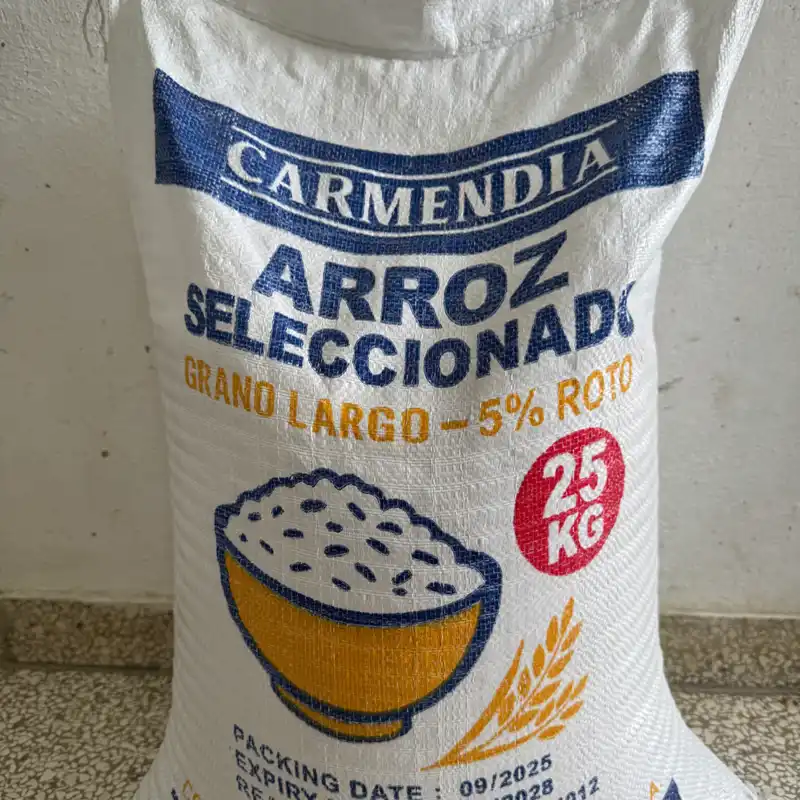 CARMENDIA
ARROZ
SELECCIONADO
GRANO LARGO – 5% ROTO
25
KG
PACKING DATE : 09/2025
EXPIRY